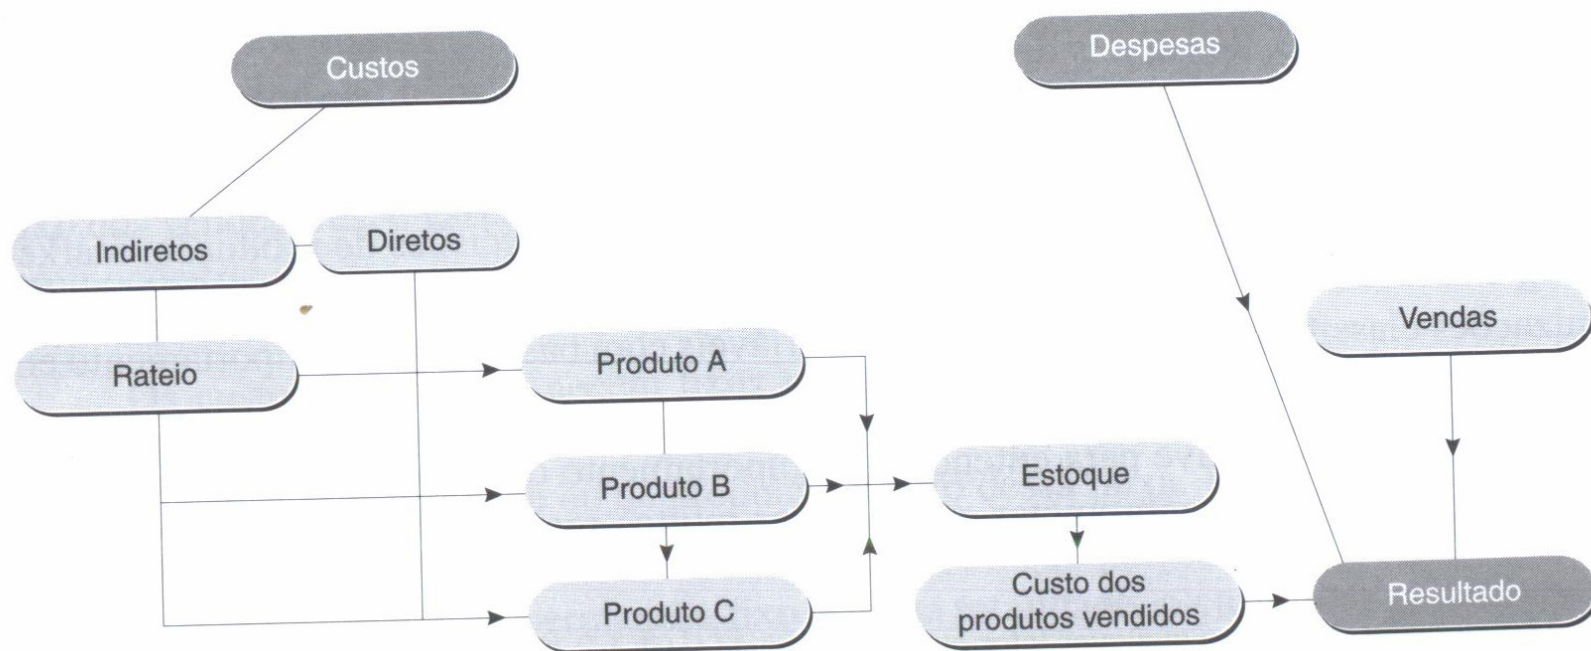 Custos
Despesas
Indiretos
Diretos
Vendas
Rateio
Produto A
Produto B
Estoque
Produto C
Custo dos
produtos vendidos
Resultado